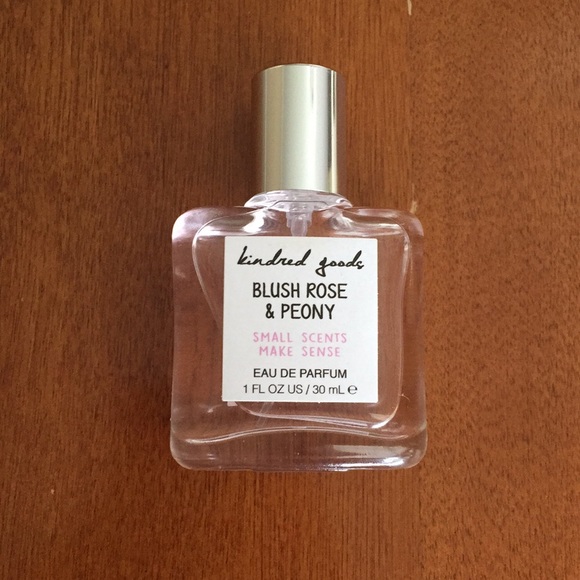 kindred goods
BLUSH ROSE
& PEONY
SMALL SCENTS
MAKE SENSE
EAU DE PARFUM
1 FL OZ US / 30 mL ℮